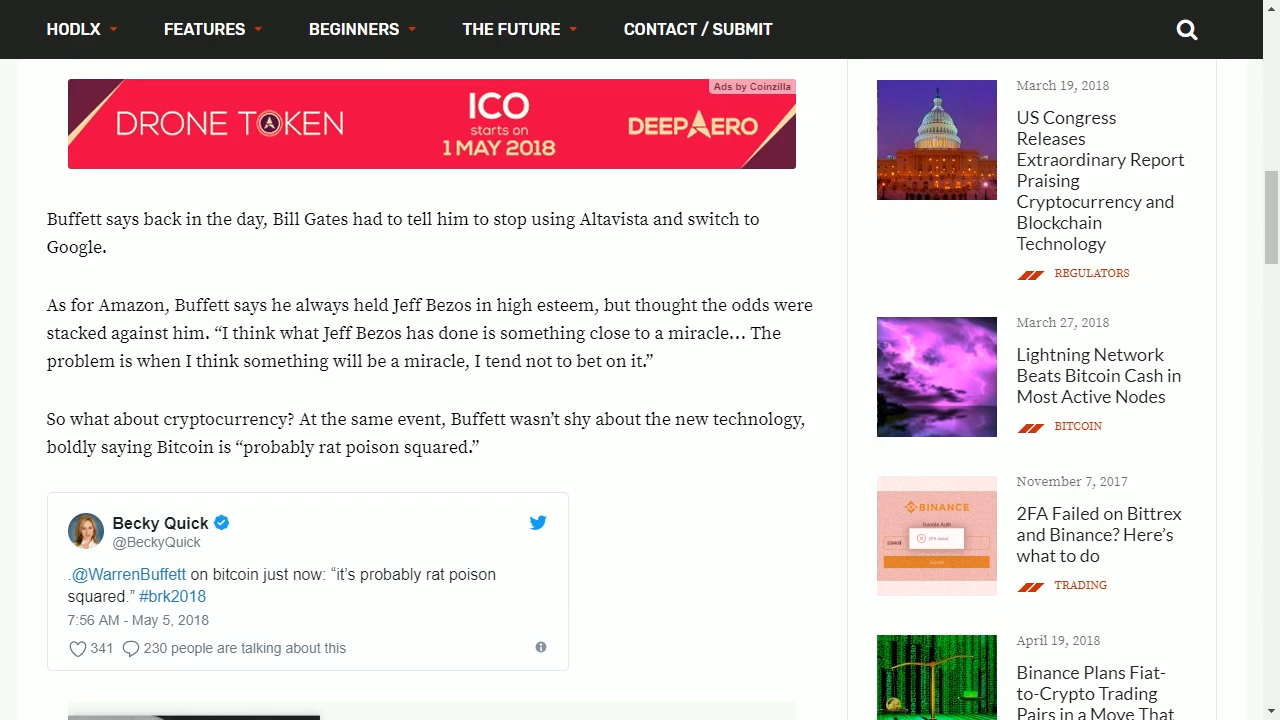 HODLX
FEATURES
BEGINNERS
THE FUTURE
CONTACT / SUBMIT
Ads by Coinzilla
DRONE TOKEN
ICO
starts on
1 MAY 2018
DEEP AERO
Buffett says back in the day, Bill Gates had to tell him to stop using Altavista and switch to
Google.
As for Amazon, Buffett says he always held Jeff Bezos in high esteem, but thought the odds were
stacked against him. “I think what Jeff Bezos has done is something close to a miracle… The
problem is when I think something will be a miracle, I tend not to bet on it.”
So what about cryptocurrency? At the same event, Buffett wasn’t shy about the new technology,
boldly saying Bitcoin is “probably rat poison squared.”
Becky Quick
@BeckyQuick
.@WarrenBuffett on bitcoin just now: “it’s probably rat poison
squared.” #brk2018
7:56 AM - May 5, 2018
341
230 people are talking about this
March 19, 2018
US Congress
Releases
Extraordinary Report
Praising
Cryptocurrency and
Blockchain
Technology
REGULATORS
March 27, 2018
Lightning Network
Beats Bitcoin Cash in
Most Active Nodes
BITCOIN
BINANCE
Google Auth
2FA failed
November 7, 2017
2FA Failed on Bittrex
and Binance? Here’s
what to do
TRADING
April 19, 2018
Binance Plans Fiat-
to-Crypto Trading
Pairs in a Move That